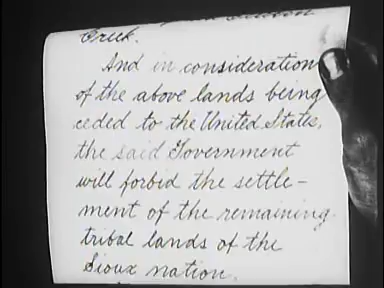 Creek.
And in consideration
of the above lands being
ceded to the United States,
the said Government
will forbid the settle-
ment of the remaining
tribal lands of the
Sioux nation.